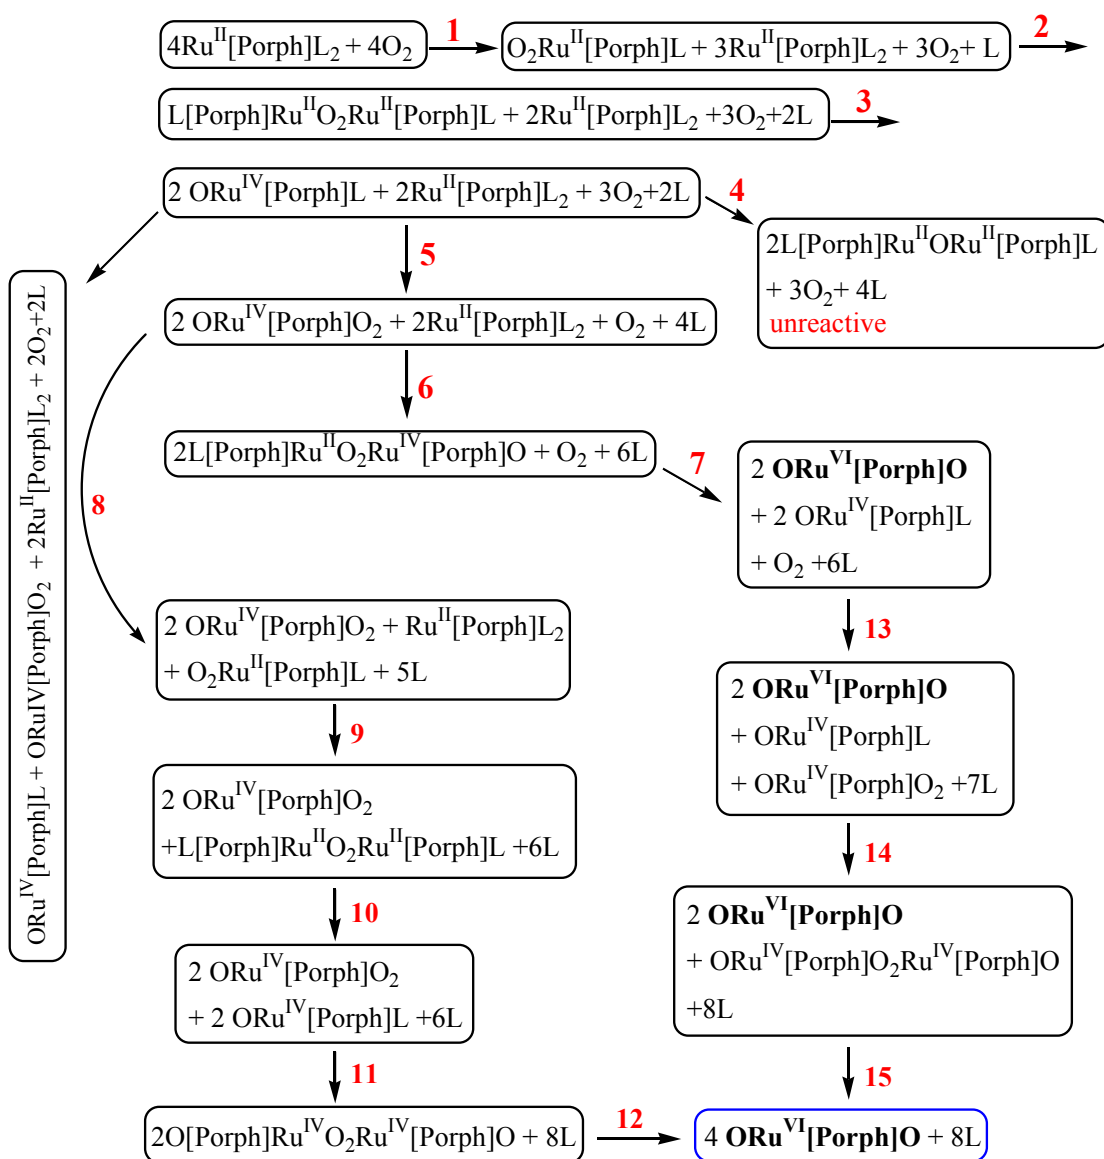 4Ru^II[Porph]L₂ + 4O₂
1
O₂Ru^II[Porph]L + 3Ru^II[Porph]L₂ + 3O₂+ L
2
L[Porph]Ru^IIO₂Ru^II[Porph]L + 2Ru^II[Porph]L₂ +3O₂+2L
3
2 ORu^IV[Porph]L + 2Ru^II[Porph]L₂ + 3O₂+2L
4
2L[Porph]Ru^IIORu^II[Porph]L
+ 3O₂+ 4L
unreactive
5
ORu^IV[Porph]L + ORuIV[Porph]O₂ + 2Ru^II[Porph]L₂ + 2O₂+2L
2 ORu^IV[Porph]O₂ + 2Ru^II[Porph]L₂ + O₂ + 4L
6
2L[Porph]Ru^IIO₂Ru^IV[Porph]O + O₂ + 6L
7
2 ORu^VI[Porph]O
+ 2 ORu^IV[Porph]L
+ O₂ +6L
8
2 ORu^IV[Porph]O₂ + Ru^II[Porph]L₂
+ O₂Ru^II[Porph]L + 5L
13
2 ORu^VI[Porph]O
+ ORu^IV[Porph]L
+ ORu^IV[Porph]O₂ +7L
9
2 ORu^IV[Porph]O₂
+L[Porph]Ru^IIO₂Ru^II[Porph]L +6L
14
2 ORu^VI[Porph]O
+ ORu^IV[Porph]O₂Ru^IV[Porph]O
+8L
10
2 ORu^IV[Porph]O₂
+ 2 ORu^IV[Porph]L +6L
11
15
2O[Porph]Ru^IVO₂Ru^IV[Porph]O + 8L
12
4 ORu^VI[Porph]O + 8L